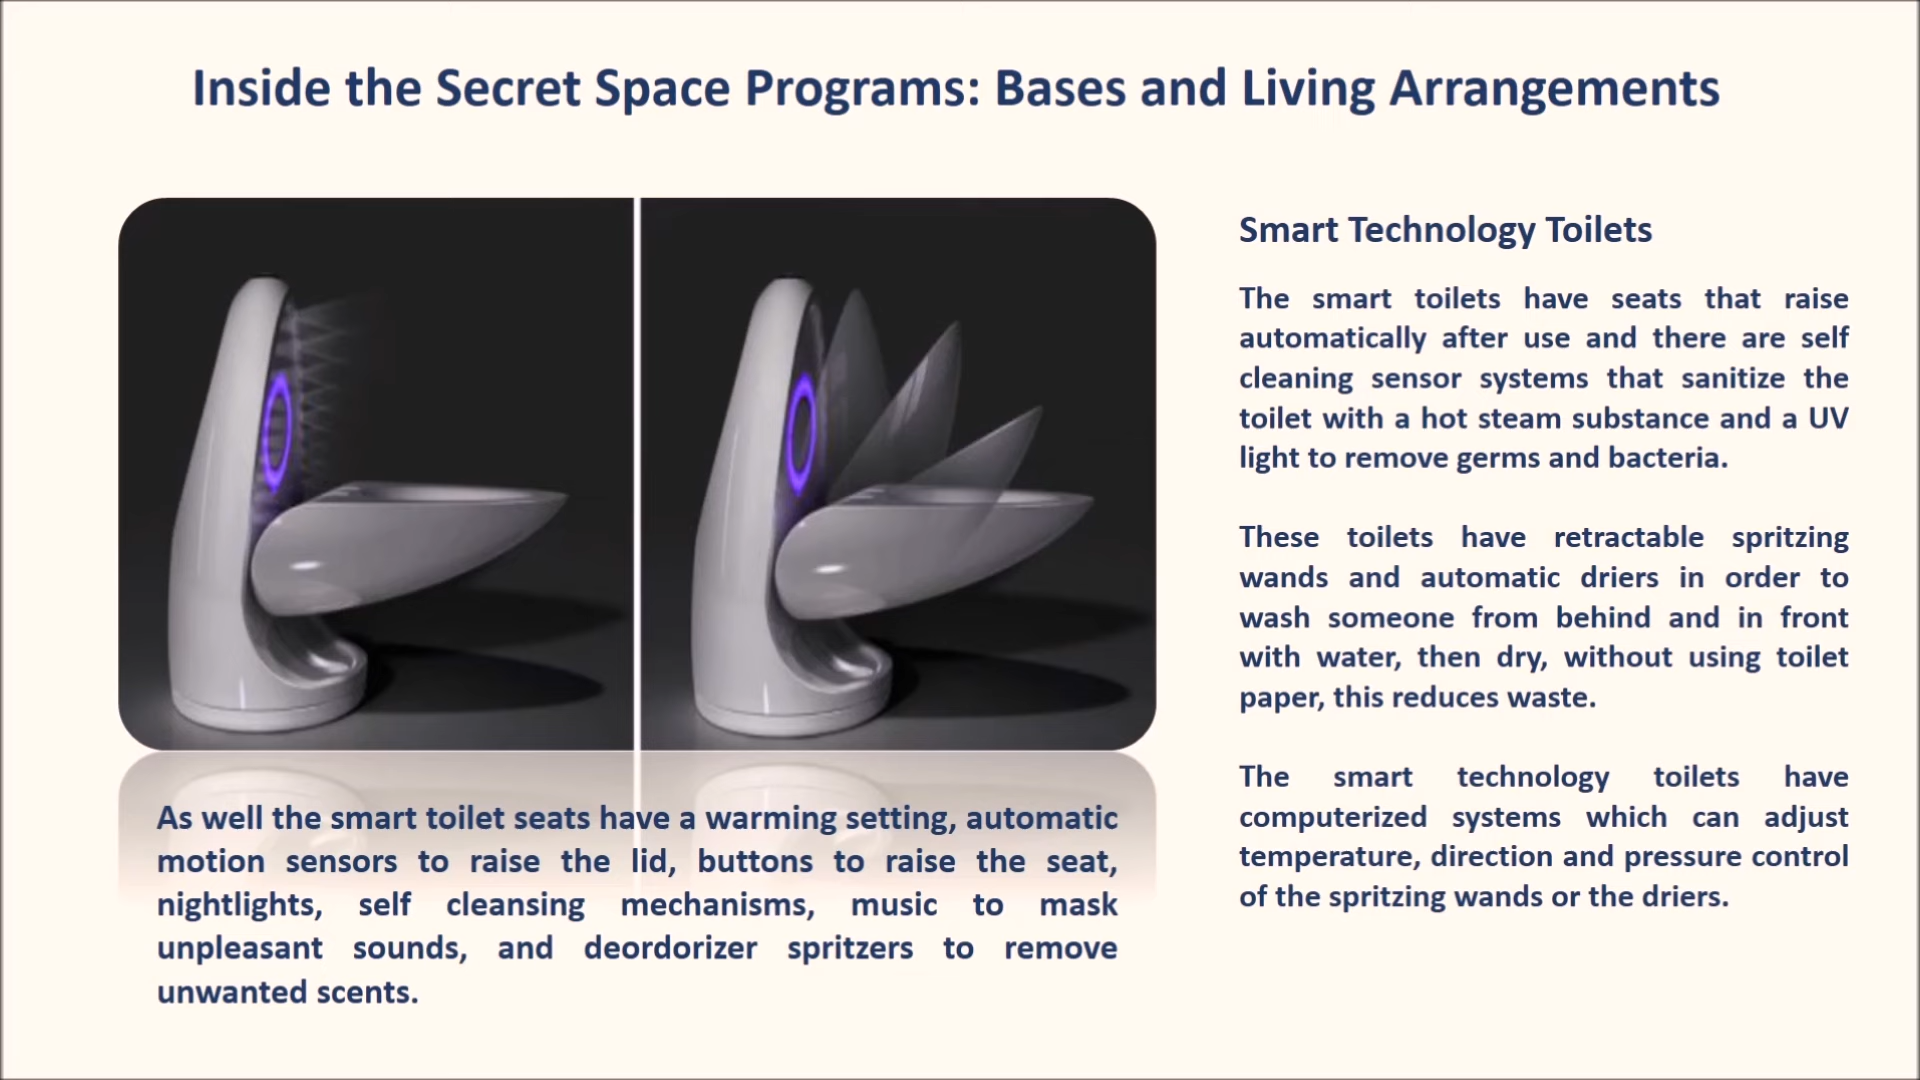 Inside the Secret Space Programs: Bases and Living Arrangements
Smart Technology Toilets
The smart toilets have seats that raise
automatically after use and there are self
cleaning sensor systems that sanitize the
toilet with a hot steam substance and a UV
light to remove germs and bacteria.
These toilets have retractable spritzing
wands and automatic driers in order to
wash someone from behind and in front
with water, then dry, without using toilet
paper, this reduces waste.
The smart technology toilets have
computerized systems which can adjust
temperature, direction and pressure control
of the spritzing wands or the driers.
As well the smart toilet seats have a warming setting, automatic
motion sensors to raise the lid, buttons to raise the seat,
nightlights, self cleansing mechanisms, music to mask
unpleasant sounds, and deordorizer spritzers to remove
unwanted scents.